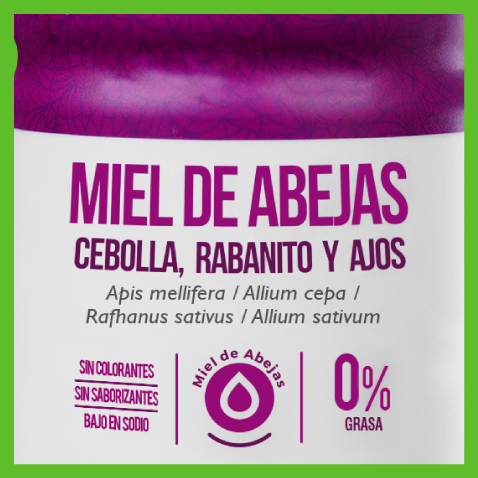 MIEL DE ABEJAS
CEBOLLA, RABANITO Y AJOS
Apis mellifera / Allium cepa /
Rafhanus sativus / Allium sativum
SIN COLORANTES
SIN SABORIZANTES
BAJO EN SODIO
Miel de Abejas
0%
GRASA